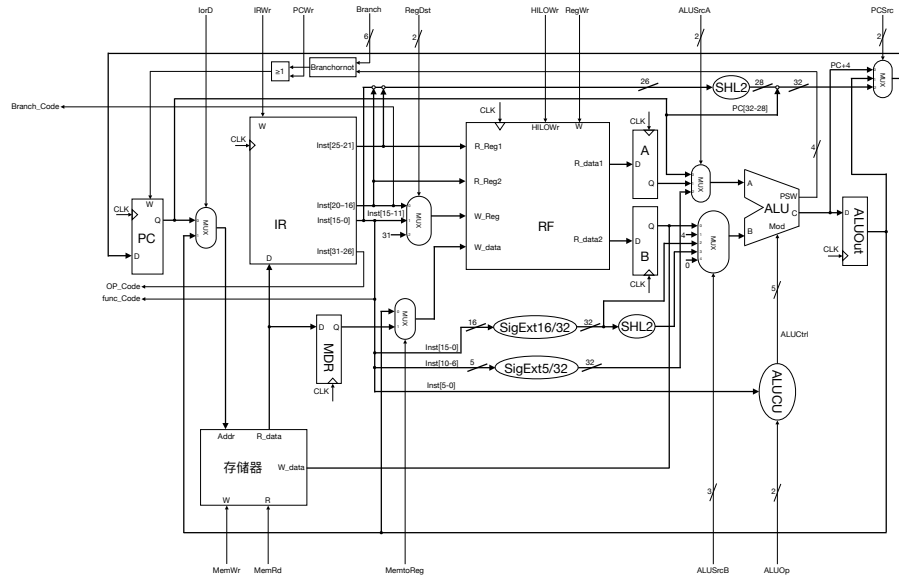 IorD
IRWr
PCWr
Branch
RegDst
HILOWr
RegWr
ALUSrcA
PCSrc
6
2
2
2
≥1
Branchornot
PC+4
MUX
26
SHL2
28
32
Branch_Code
PC[32-28]
CLK
W
Inst[25-21]
IR
Inst[20-16]
Inst[15-0]
Inst[15-11]
Inst[31-26]
D
31
MUX
CLK
HILOWr
W
R_Reg1
R_Reg2
W_Reg
W_data
RF
R_data1
R_data2
CLK
D
A
Q
Q
D
B
CLK
MUX
4
0
MUX
A
B
ALU
PSW
C
Mod
4
D
ALUOut
CLK
W
CLK
Q
PC
D
MUX
OP_Code
func_Code
D
Q
MDR
CLK
MUX
16
SigExt16/32
32
SHL2
Inst[15-0]
Inst[10-6]
5
SigExt5/32
32
Inst[5-0]
5
ALUCtrl
ALUCU
Addr
R_data
存储器
W_data
W
R
3
2
MemWr
MemRd
MemtoReg
ALUSrcB
ALUOp